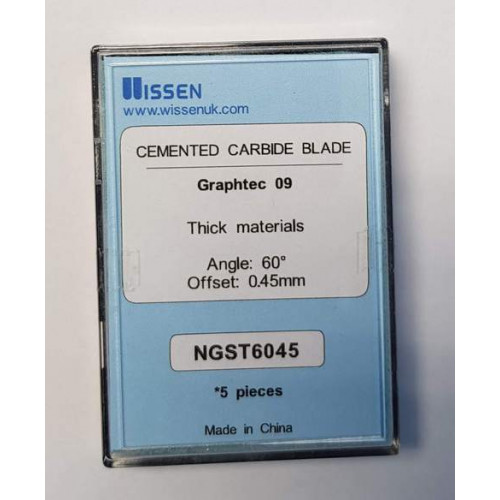 WISSEN
www.wissenuk.com
CEMENTED CARBIDE BLADE
Graphtec 09
Thick materials
Angle: 60°
Offset: 0.45mm
NGST6045
*5 pieces
Made in China